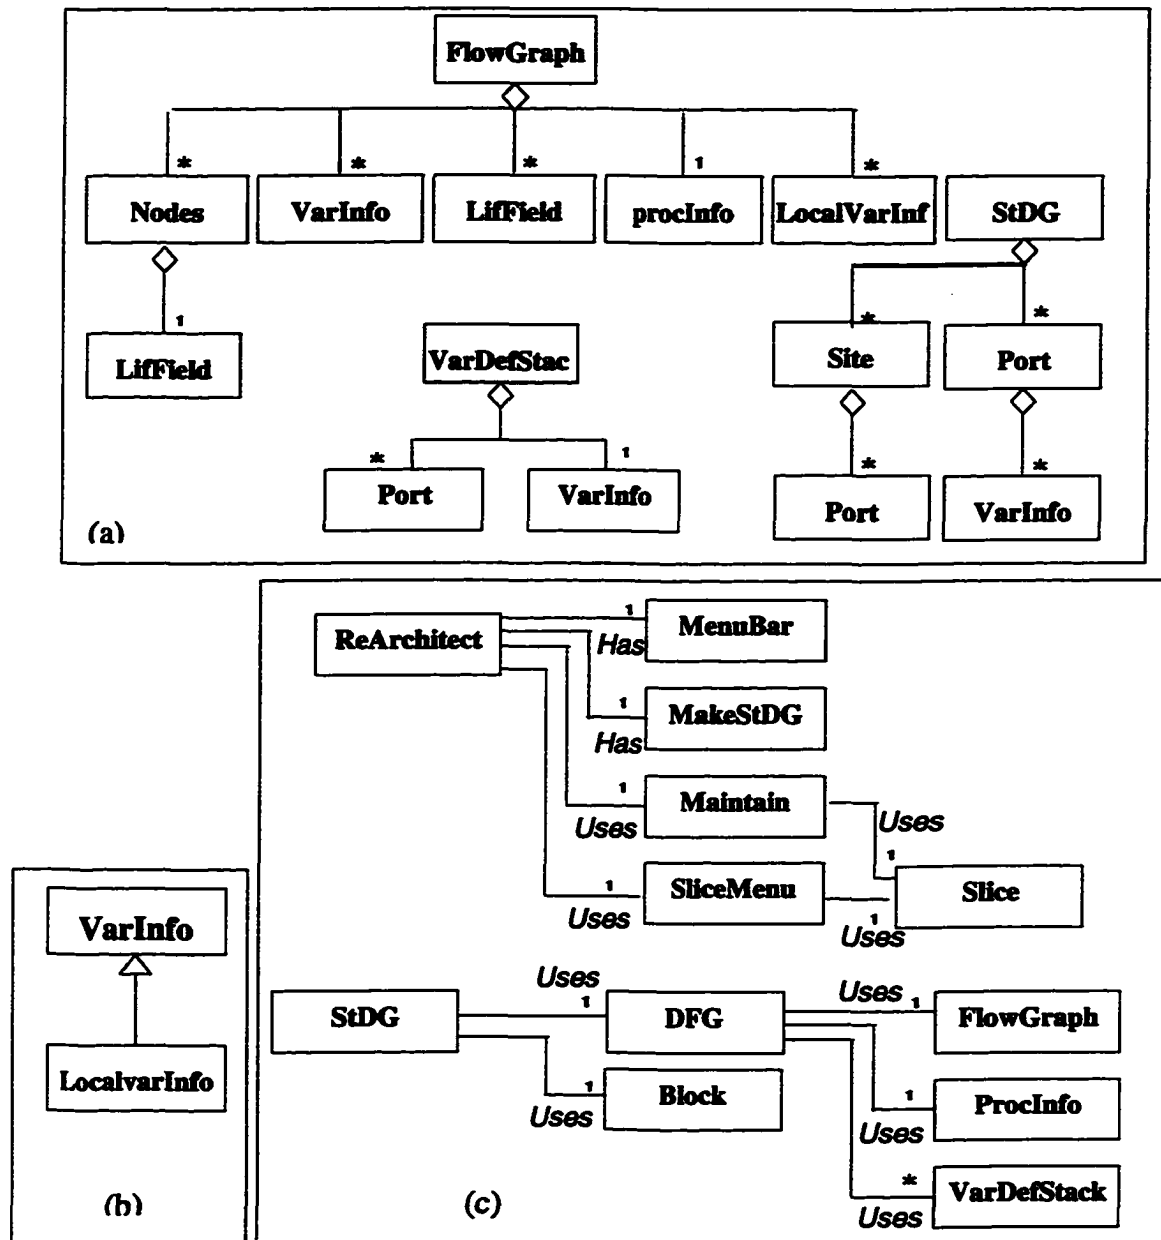 FlowGraph
* * * 1 *
Nodes VarInfo LifField procInfo LocalVarInf StDG
1 * *
LifField VarDefStac Site Port
* 1 * *
Port VarInfo Port VarInfo
(a)
ReArchitect 1 MenuBar
Has
1 MakeStDG
Has
1 Maintain
Uses Uses
1
1 SliceMenu Slice
Uses 1
Uses
VarInfo
LocalvarInfo
(b)
Uses Uses
StDG 1 DFG 1 FlowGraph
1 Block 1 ProcInfo
Uses Uses
* VarDefStack
Uses
(c)